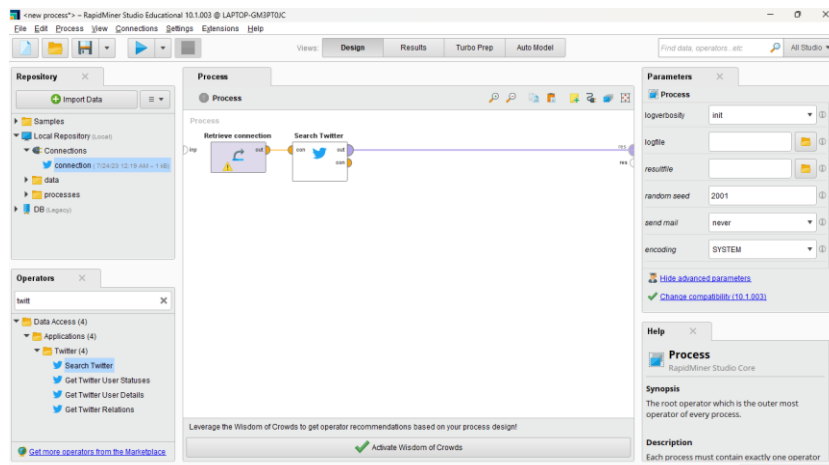 <new process*> – RapidMiner Studio Educational 10.1.003 @ LAPTOP-GM3PT0JC
File Edit Process View Connections Settings Extensions Help
Views: Design Results Turbo Prep Auto Model
Find data, operators...etc All Studio
Repository
Import Data
Samples
Local Repository (Local)
Connections
connection (7/24/23 12:19 AM – 1 kB)
data
processes
DB (Legacy)
Operators
twitt
Data Access (4)
Applications (4)
Twitter (4)
Search Twitter
Get Twitter User Statuses
Get Twitter User Details
Get Twitter Relations
Get more operators from the Marketplace
Process
Process
Process
Retrieve connection Search Twitter
inp out con out res
con res
Leverage the Wisdom of Crowds to get operator recommendations based on your process design!
Activate Wisdom of Crowds
Parameters
Process
logverbosity init
logfile
resultfile
random seed 2001
send mail never
encoding SYSTEM
Hide advanced parameters
Change compatibility (10.1.003)
Help
Process
RapidMiner Studio Core
Synopsis
The root operator which is the outer most
operator of every process.
Description
Each process must contain exactly one operator